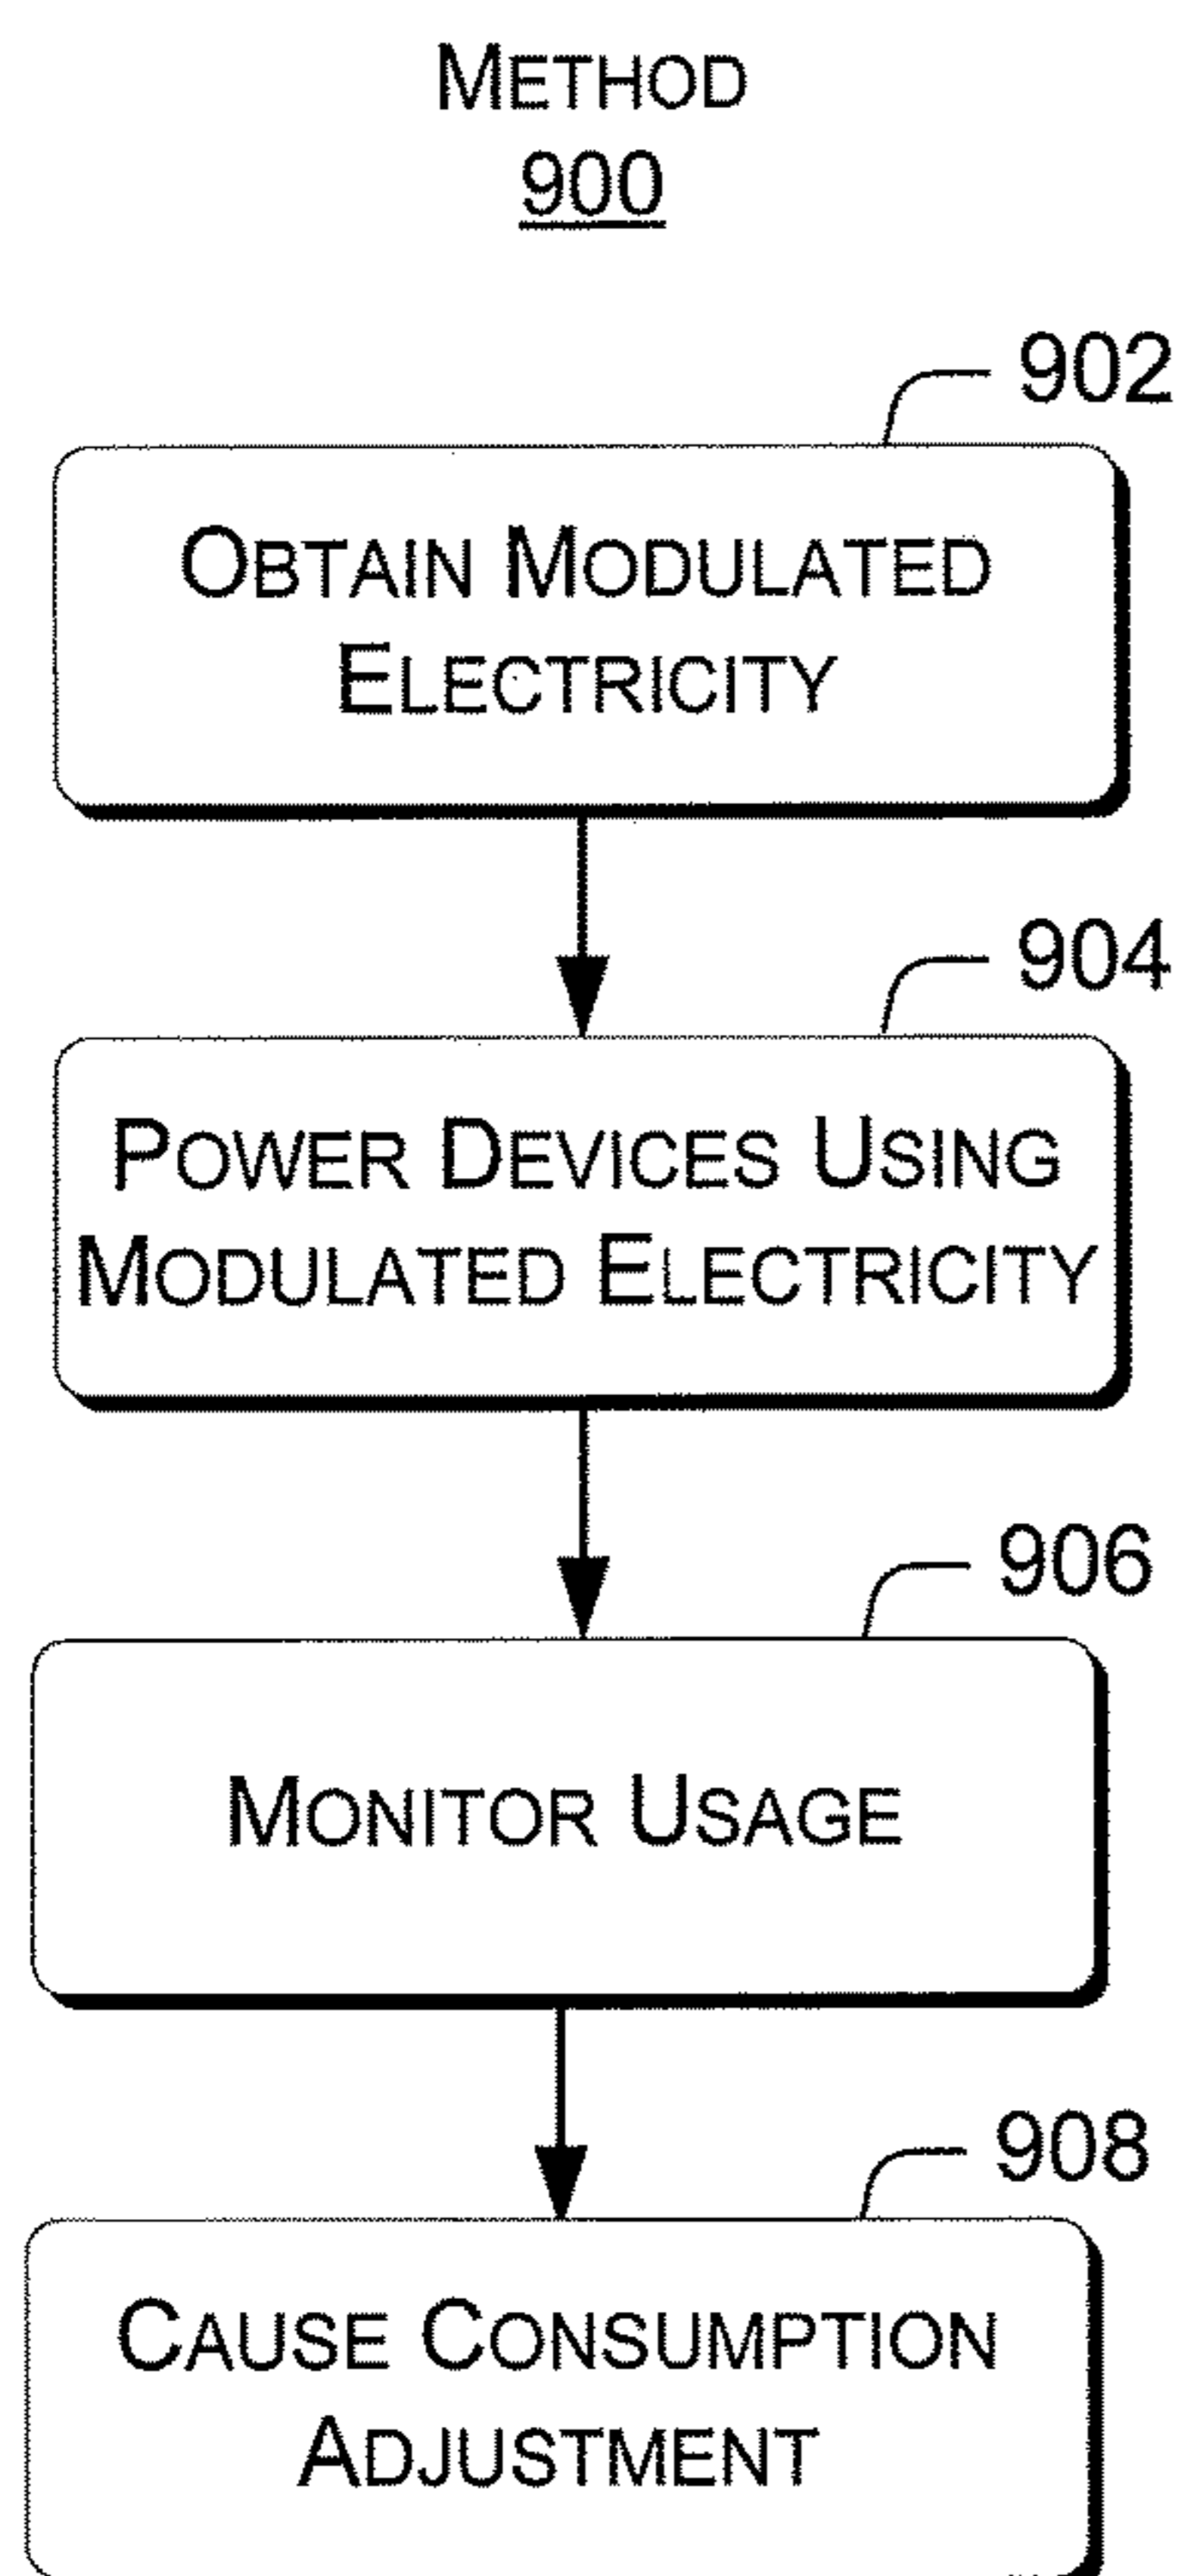 METHOD
900
902
OBTAIN MODULATED
ELECTRICITY
904
POWER DEVICES USING
MODULATED ELECTRICITY
906
MONITOR USAGE
908
CAUSE CONSUMPTION
ADJUSTMENT